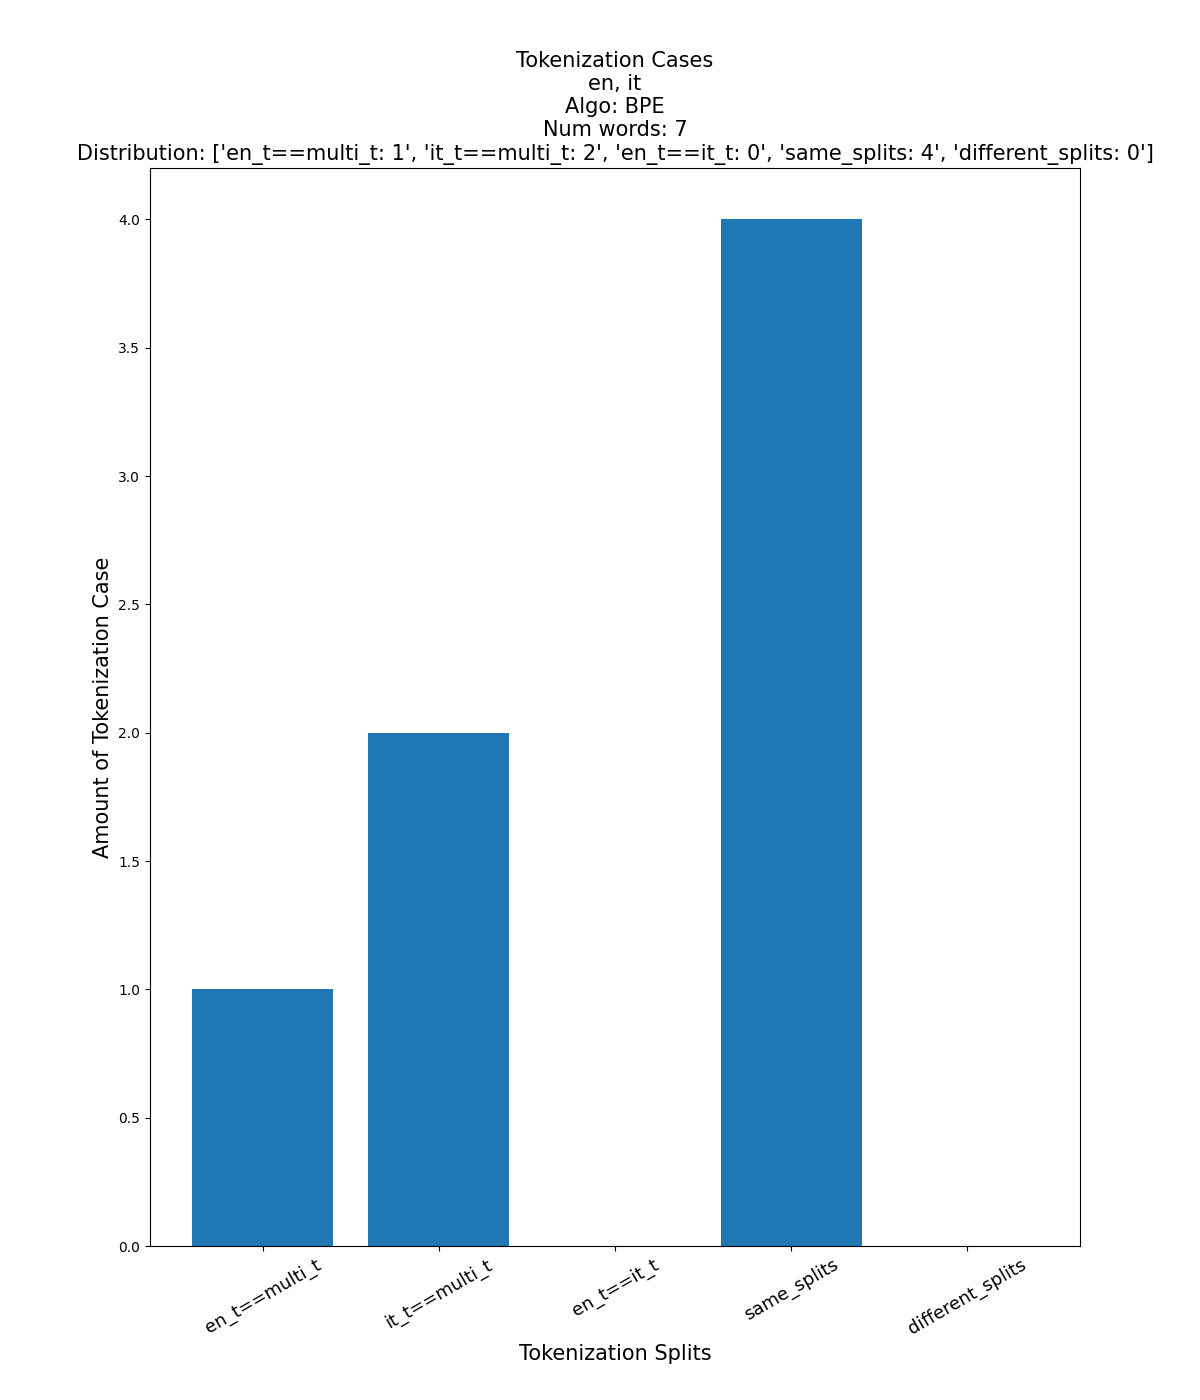 Tokenization Cases
en, it
Algo: BPE
Num words: 7
Distribution: ['en_t==multi_t: 1', 'it_t==multi_t: 2', 'en_t==it_t: 0', 'same_splits: 4', 'different_splits: 0']
Amount of Tokenization Case
4.0
3.5
3.0
2.5
2.0
1.5
1.0
0.5
0.0
en_t==multi_t
it_t==multi_t
en_t==it_t
same_splits
different_splits
Tokenization Splits